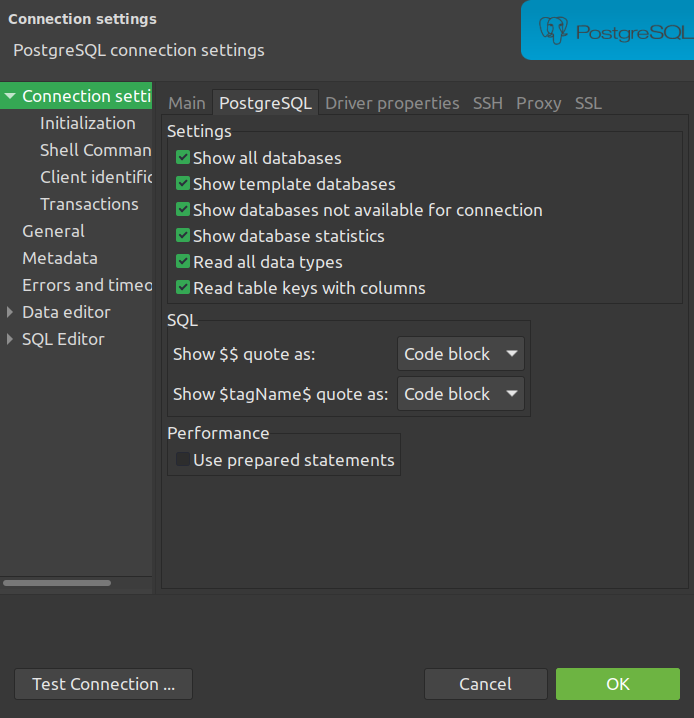 Connection settings
PostgreSQL connection settings
PostgreSQL
Connection setti
Initialization
Shell Comman
Client identific
Transactions
General
Metadata
Errors and timeo
Data editor
SQL Editor
Main PostgreSQL Driver properties SSH Proxy SSL
Settings
Show all databases
Show template databases
Show databases not available for connection
Show database statistics
Read all data types
Read table keys with columns
SQL
Show $$ quote as: Code block
Show $tagName$ quote as: Code block
Performance
Use prepared statements
Test Connection ... Cancel OK